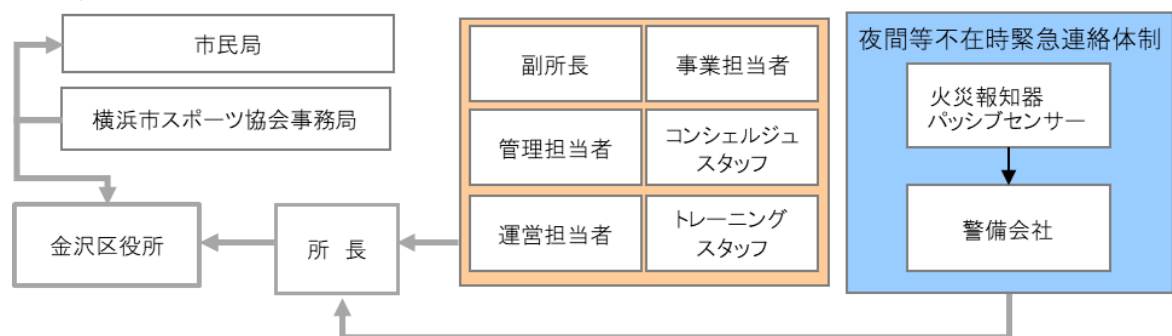 市民局
横浜市スポーツ協会事務局
金沢区役所
所 長
副所長
事業担当者
管理担当者
コンシェルジュ
スタッフ
運営担当者
トレーニング
スタッフ
夜間等不在時緊急連絡体制
火災報知器
パッシブセンサー
警備会社